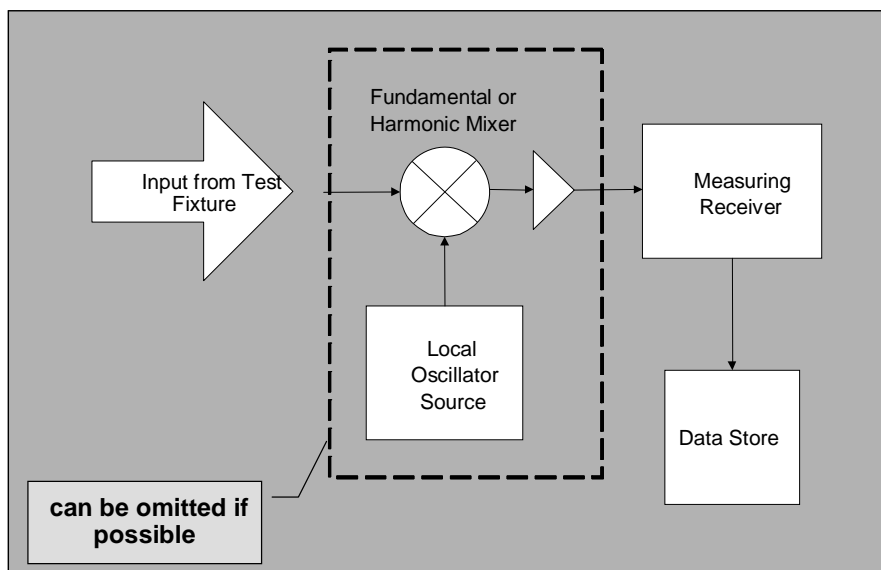 Fundamental or
Harmonic Mixer
Input from Test
Fixture
Measuring
Receiver
Local
Oscillator
Source
Data Store
can be omitted if
possible